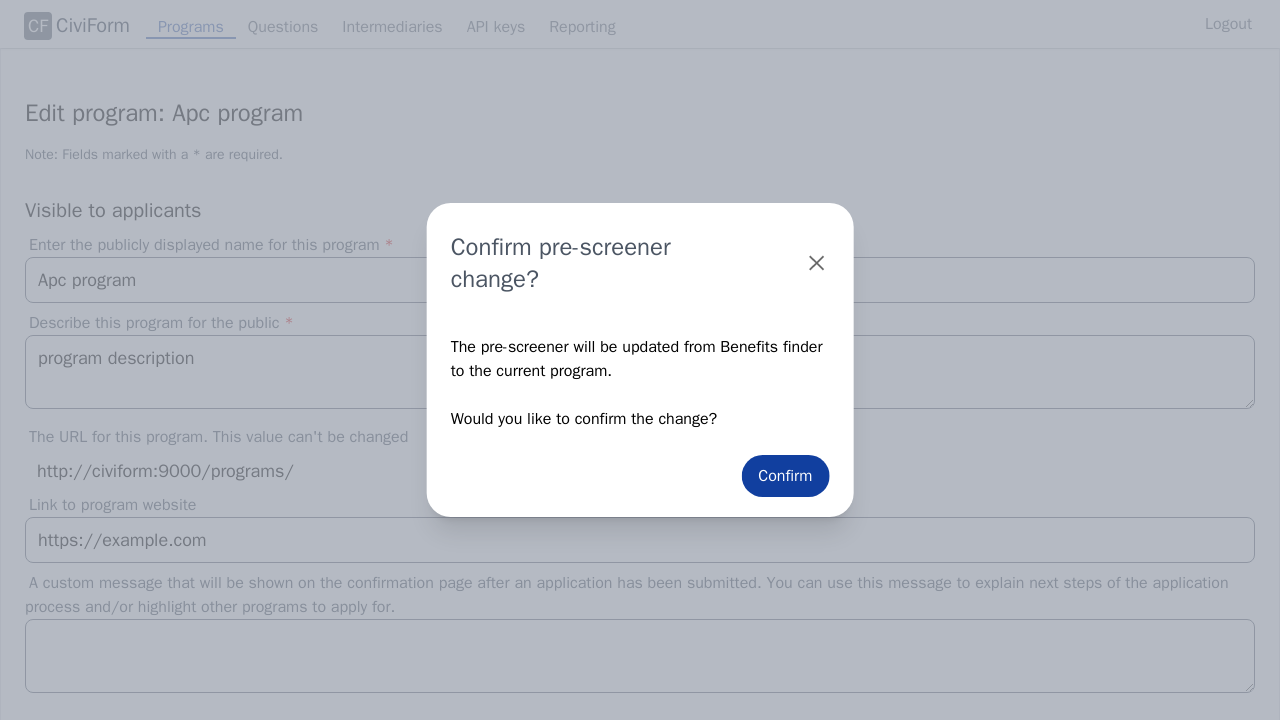 CF CiviForm Programs Questions Intermediaries API keys Reporting Logout
Edit program: Apc program
Note: Fields marked with a * are required.
Visible to applicants
Enter the publicly displayed name for this program *
Apc program
Describe this program for the public *
program description
The URL for this program. This value can't be changed
http://civiform:9000/programs/
Link to program website
https://example.com
A custom message that will be shown on the confirmation page after an application has been submitted. You can use this message to explain next steps of the application
process and/or highlight other programs to apply for.
Confirm pre-screener
change?
The pre-screener will be updated from Benefits finder
to the current program.
Would you like to confirm the change?
Confirm